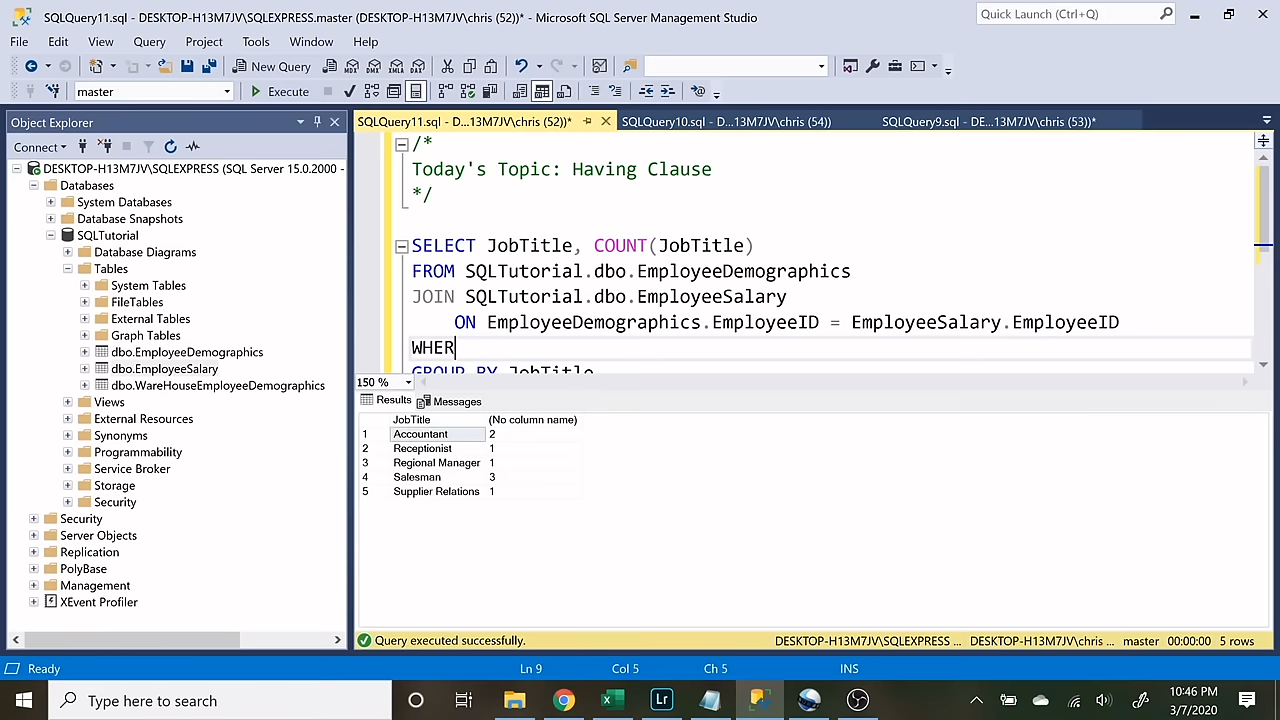 SQLQuery11.sql - DESKTOP-H13M7JV\SQLEXPRESS.master (DESKTOP-H13M7JV\chris (52))* - Microsoft SQL Server Management Studio
Quick Launch (Ctrl+Q)
File Edit View Query Project Tools Window Help
New Query
MDX DMX XMLA DAX
master
Execute
Object Explorer
SQLQuery11.sql - D...13M7JV\chris (52))*
SQLQuery10.sql - D...13M7JV\chris (54))
SQLQuery9.sql - DE...13M7JV\chris (53))*
Connect
DESKTOP-H13M7JV\SQLEXPRESS (SQL Server 15.0.2000 -
Databases
System Databases
Database Snapshots
SQLTutorial
Database Diagrams
Tables
System Tables
FileTables
External Tables
Graph Tables
dbo.EmployeeDemographics
dbo.EmployeeSalary
dbo.WareHouseEmployeeDemographics
Views
External Resources
Synonyms
Programmability
Service Broker
Storage
Security
Security
Server Objects
Replication
PolyBase
Management
XEvent Profiler
/*
Today's Topic: Having Clause
*/
SELECT JobTitle, COUNT(JobTitle)
FROM SQLTutorial.dbo.EmployeeDemographics
JOIN SQLTutorial.dbo.EmployeeSalary
ON EmployeeDemographics.EmployeeID = EmployeeSalary.EmployeeID
WHER
GROUP BY JobTitle
150 %
Results Messages
JobTitle (No column name)
1 Accountant 2
2 Receptionist 1
3 Regional Manager 1
4 Salesman 3
5 Supplier Relations 1
Query executed successfully.
DESKTOP-H13M7JV\SQLEXPRESS ... DESKTOP-H13M7JV\chris ... master 00:00:00 5 rows
Ready
Ln 9 Col 5 Ch 5 INS
Type here to search
Lr
10:46 PM
3/7/2020